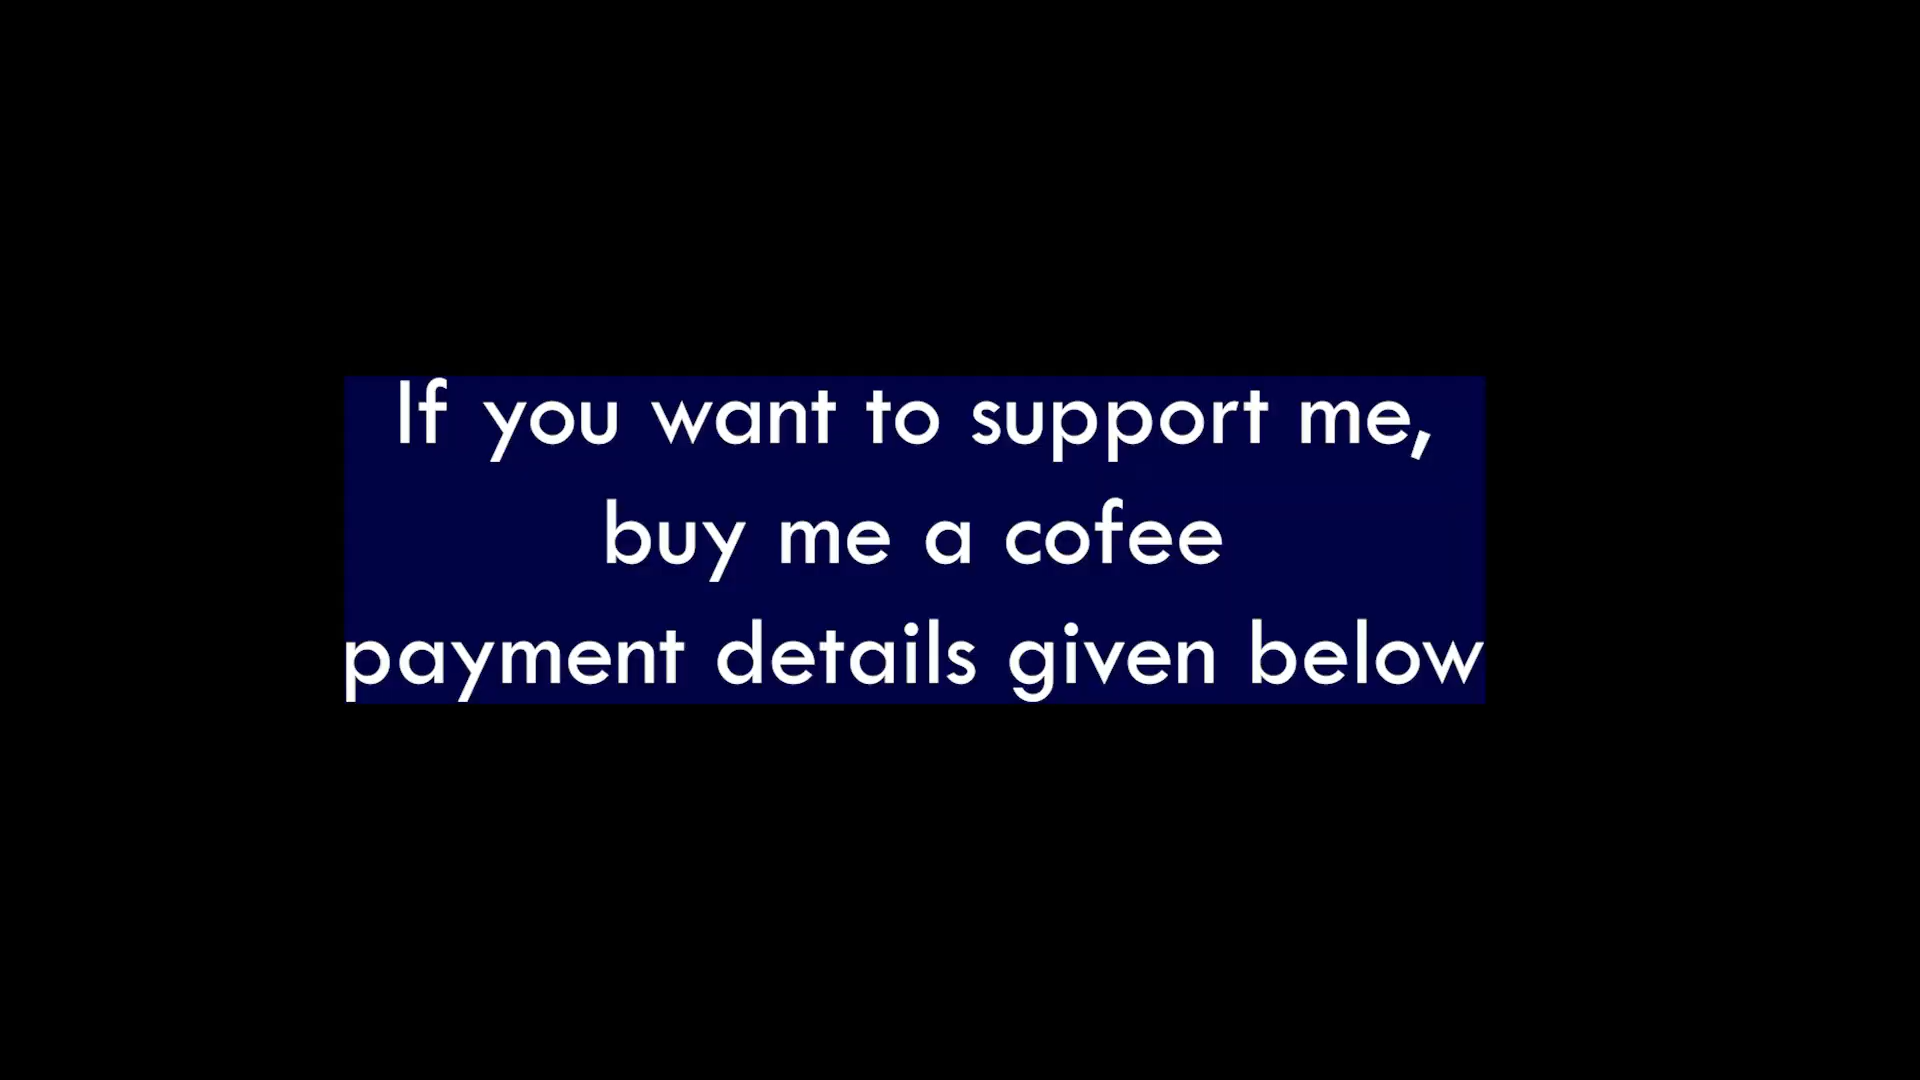 If you want to support me,
buy me a cofee
payment details given below